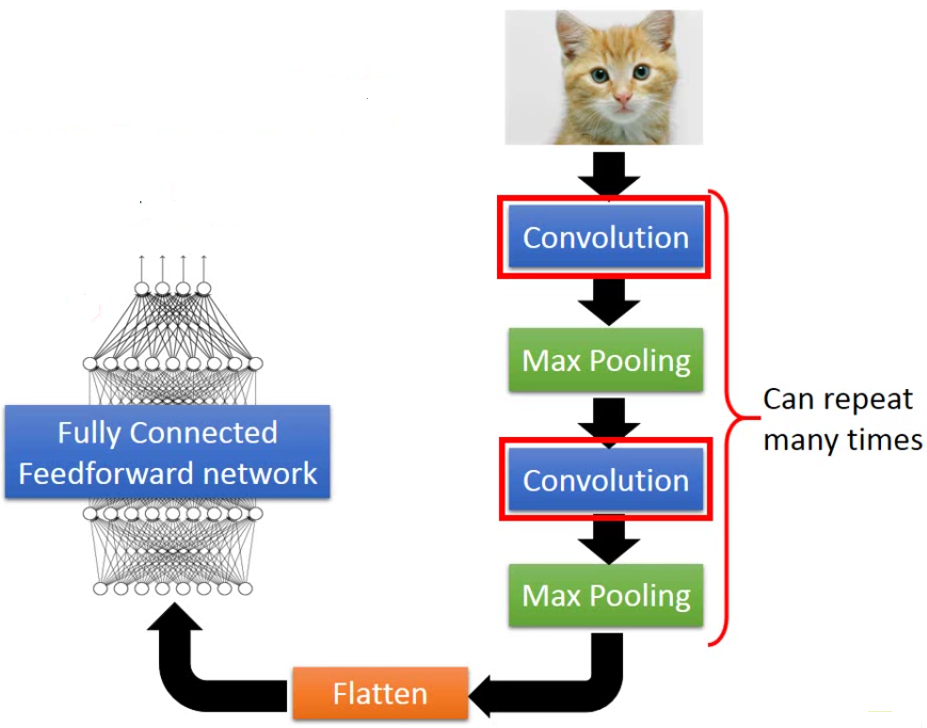 Convolution
Max Pooling
Convolution
Max Pooling
Can repeat
many times
Flatten
Fully Connected
Feedforward network